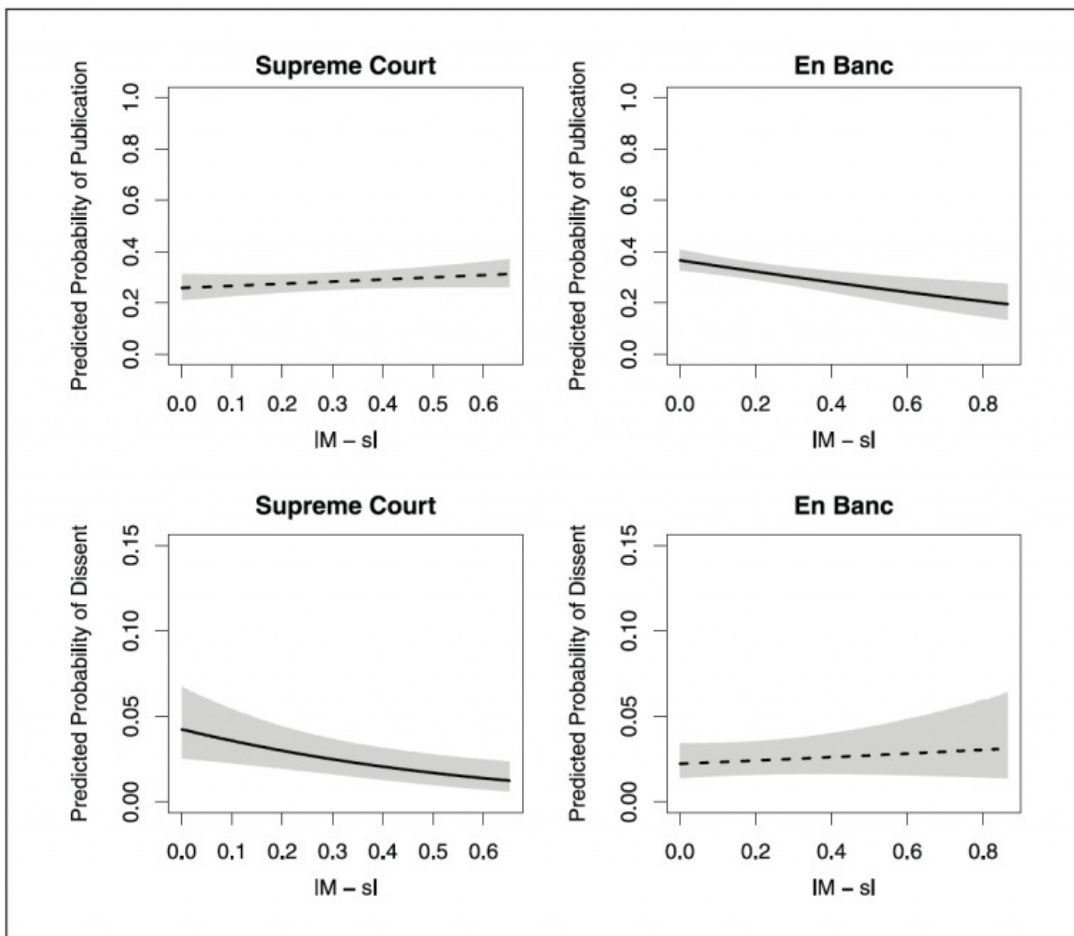 Supreme Court
Predicted Probability of Publication
1.0
0.8
0.6
0.4
0.2
0.0
0.0 0.1 0.2 0.3 0.4 0.5 0.6
|M − s|
En Banc
Predicted Probability of Publication
1.0
0.8
0.6
0.4
0.2
0.0
0.0 0.2 0.4 0.6 0.8
|M − s|
Supreme Court
Predicted Probability of Dissent
0.15
0.10
0.05
0.00
0.0 0.1 0.2 0.3 0.4 0.5 0.6
|M − s|
En Banc
Predicted Probability of Dissent
0.15
0.10
0.05
0.00
0.0 0.2 0.4 0.6 0.8
|M − s|